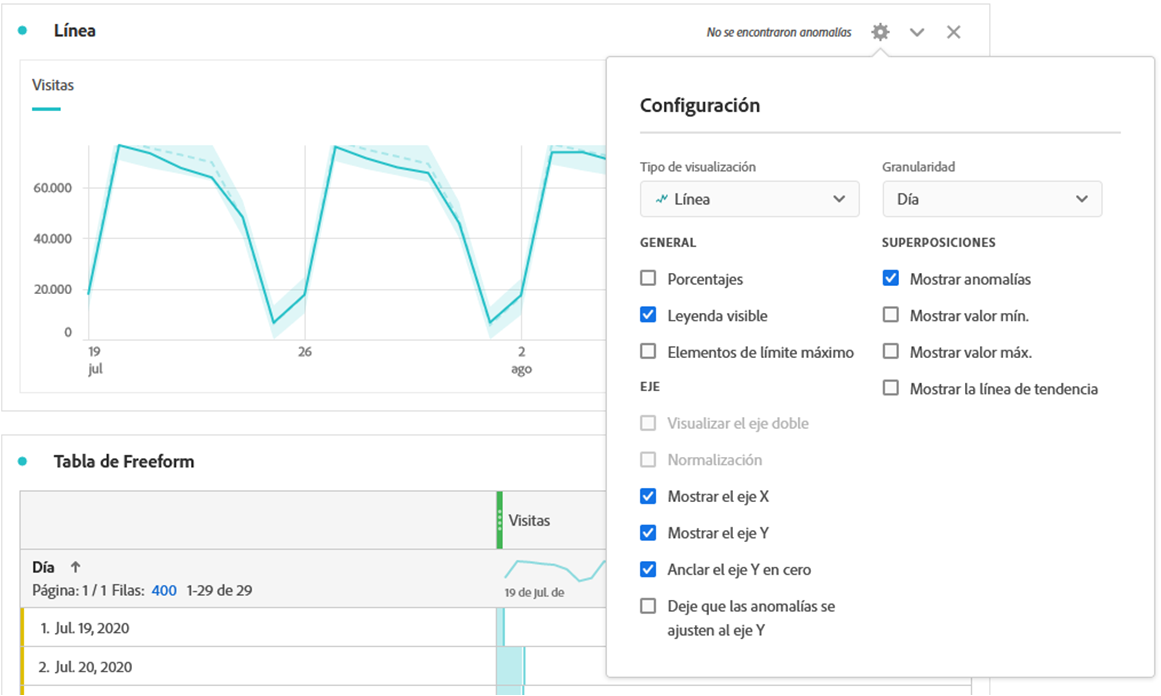 Línea
No se encontraron anomalías
Visitas
60.000
40.000
20.000
0
19
jul
26
2
ago
Configuración
Tipo de visualización
Granularidad
Línea
Día
GENERAL
SUPERPOSICIONES
Porcentajes
Mostrar anomalías
Leyenda visible
Mostrar valor mín.
Elementos de límite máximo
Mostrar valor máx.
EJE
Mostrar la línea de tendencia
Visualizar el eje doble
Normalización
Mostrar el eje X
Mostrar el eje Y
Anclar el eje Y en cero
Deje que las anomalías se
ajusten al eje Y
Tabla de Freeform
Visitas
Día
Página: 1 / 1 Filas: 400 1-29 de 29
19 de jul. de
1. Jul. 19, 2020
2. Jul. 20, 2020